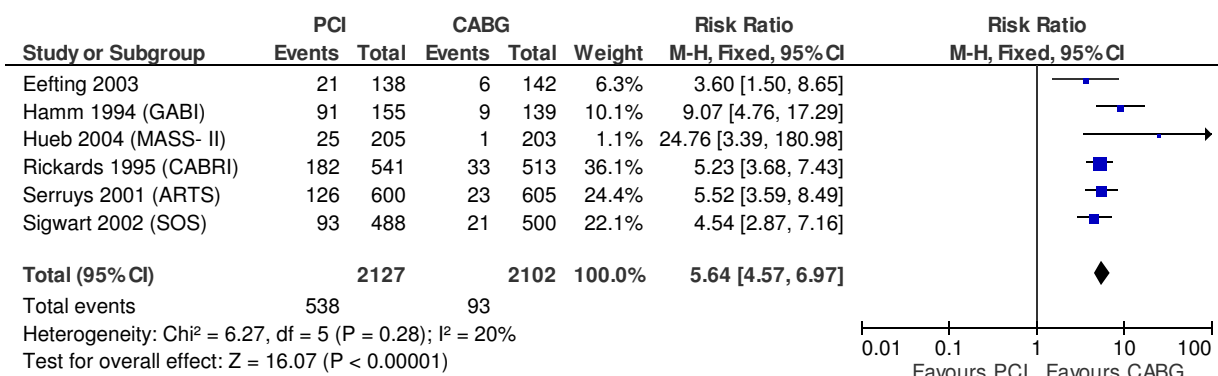 PCI CABG Risk Ratio Risk Ratio
Study or Subgroup Events Total Events Total Weight M-H, Fixed, 95% CI M-H, Fixed, 95% CI
Eefting 2003 21 138 6 142 6.3% 3.60 [1.50, 8.65]
Hamm 1994 (GABI) 91 155 9 139 10.1% 9.07 [4.76, 17.29]
Hueb 2004 (MASS- II) 25 205 1 203 1.1% 24.76 [3.39, 180.98]
Rickards 1995 (CABRI) 182 541 33 513 36.1% 5.23 [3.68, 7.43]
Serruys 2001 (ARTS) 126 600 23 605 24.4% 5.52 [3.59, 8.49]
Sigwart 2002 (SOS) 93 488 21 500 22.1% 4.54 [2.87, 7.16]
Total (95% CI) 2127 2102 100.0% 5.64 [4.57, 6.97]
Total events 538 93
Heterogeneity: Chi² = 6.27, df = 5 (P = 0.28); I² = 20%
Test for overall effect: Z = 16.07 (P < 0.00001)
0.01 0.1 1 10 100
Favours PCI Favours CABG